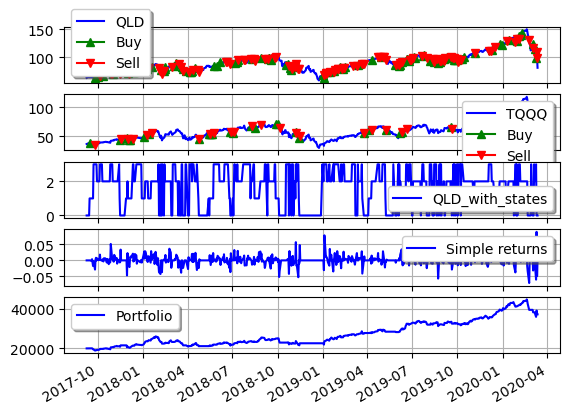 150
100
QLD
Buy
Sell
100
50
TQQQ
Buy
Sell
2
0
QLD_with_states
0.05
0.00
−0.05
Simple returns
40000
20000
Portfolio
2017-10
2018-01
2018-04
2018-07
2018-10
2019-01
2019-04
2019-07
2019-10
2020-01
2020-04